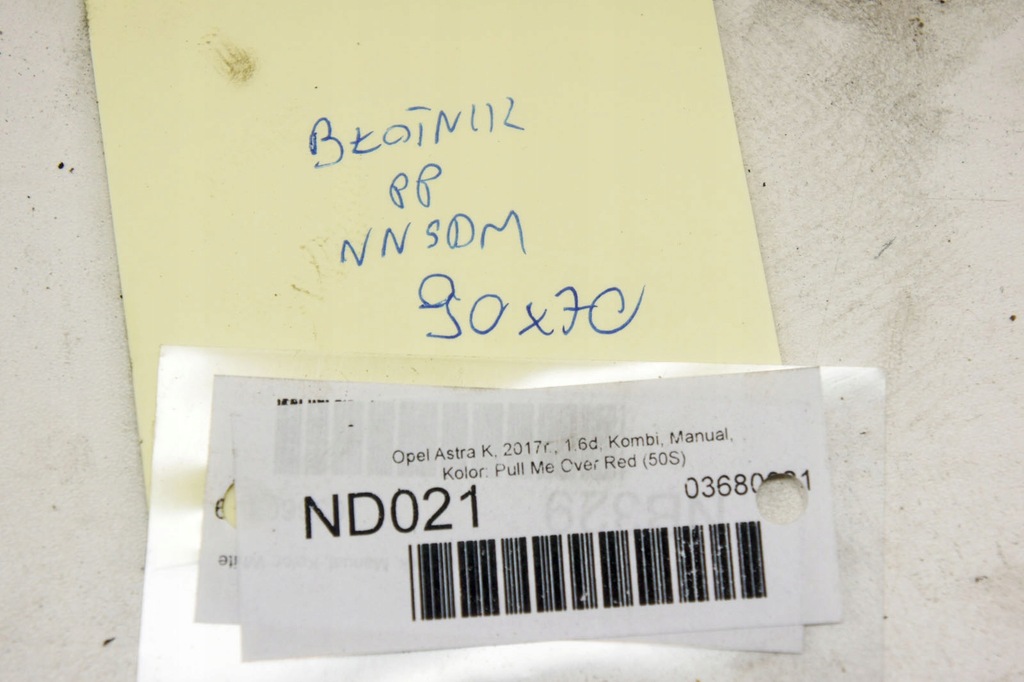 BŁOTNIK
PP
NNSDM
90x70
Opel Astra K, 2017r., 1.6d, Kombi, Manual,
Kolor: Pull Me Over Red (50S)
ND021